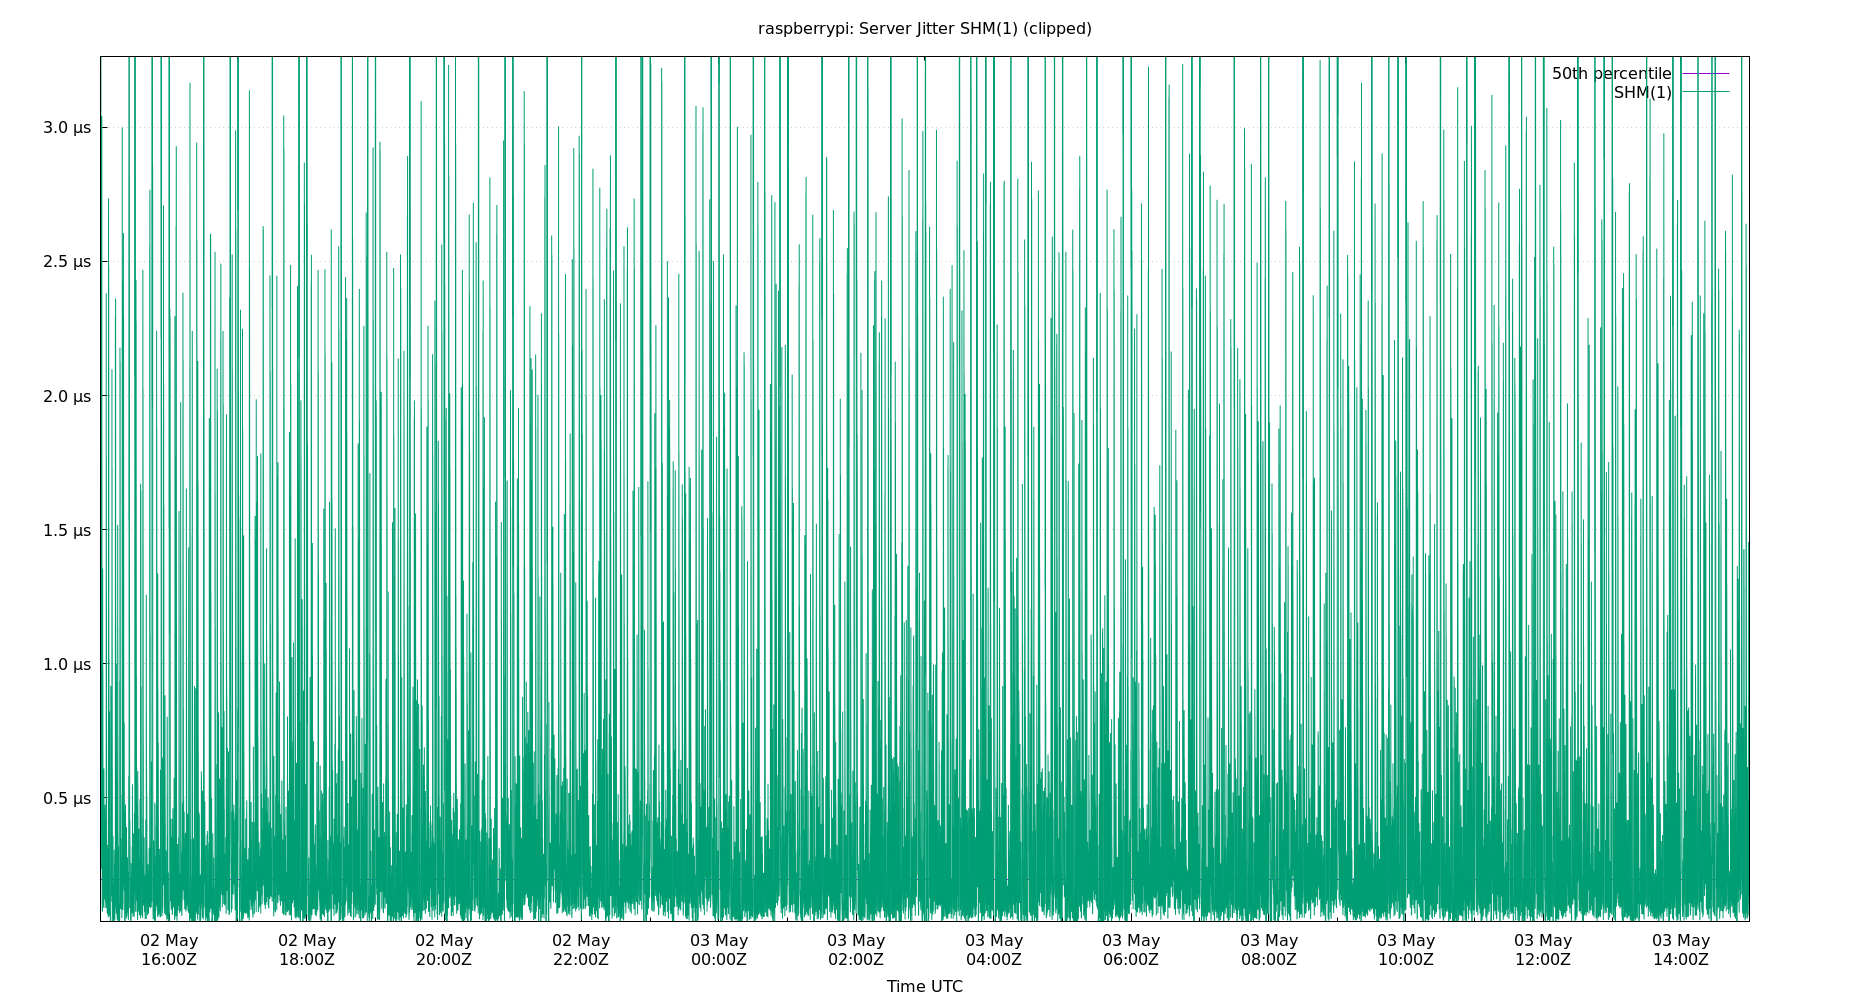 raspberrypi: Server Jitter SHM(1) (clipped)
50th percentile
SHM(1)
3.0 µs
2.5 µs
2.0 µs
1.5 µs
1.0 µs
0.5 µs
02 May 02 May 02 May 02 May 03 May 03 May 03 May 03 May 03 May 03 May 03 May 03 May
16:00Z 18:00Z 20:00Z 22:00Z 00:00Z 02:00Z 04:00Z 06:00Z 08:00Z 10:00Z 12:00Z 14:00Z
Time UTC